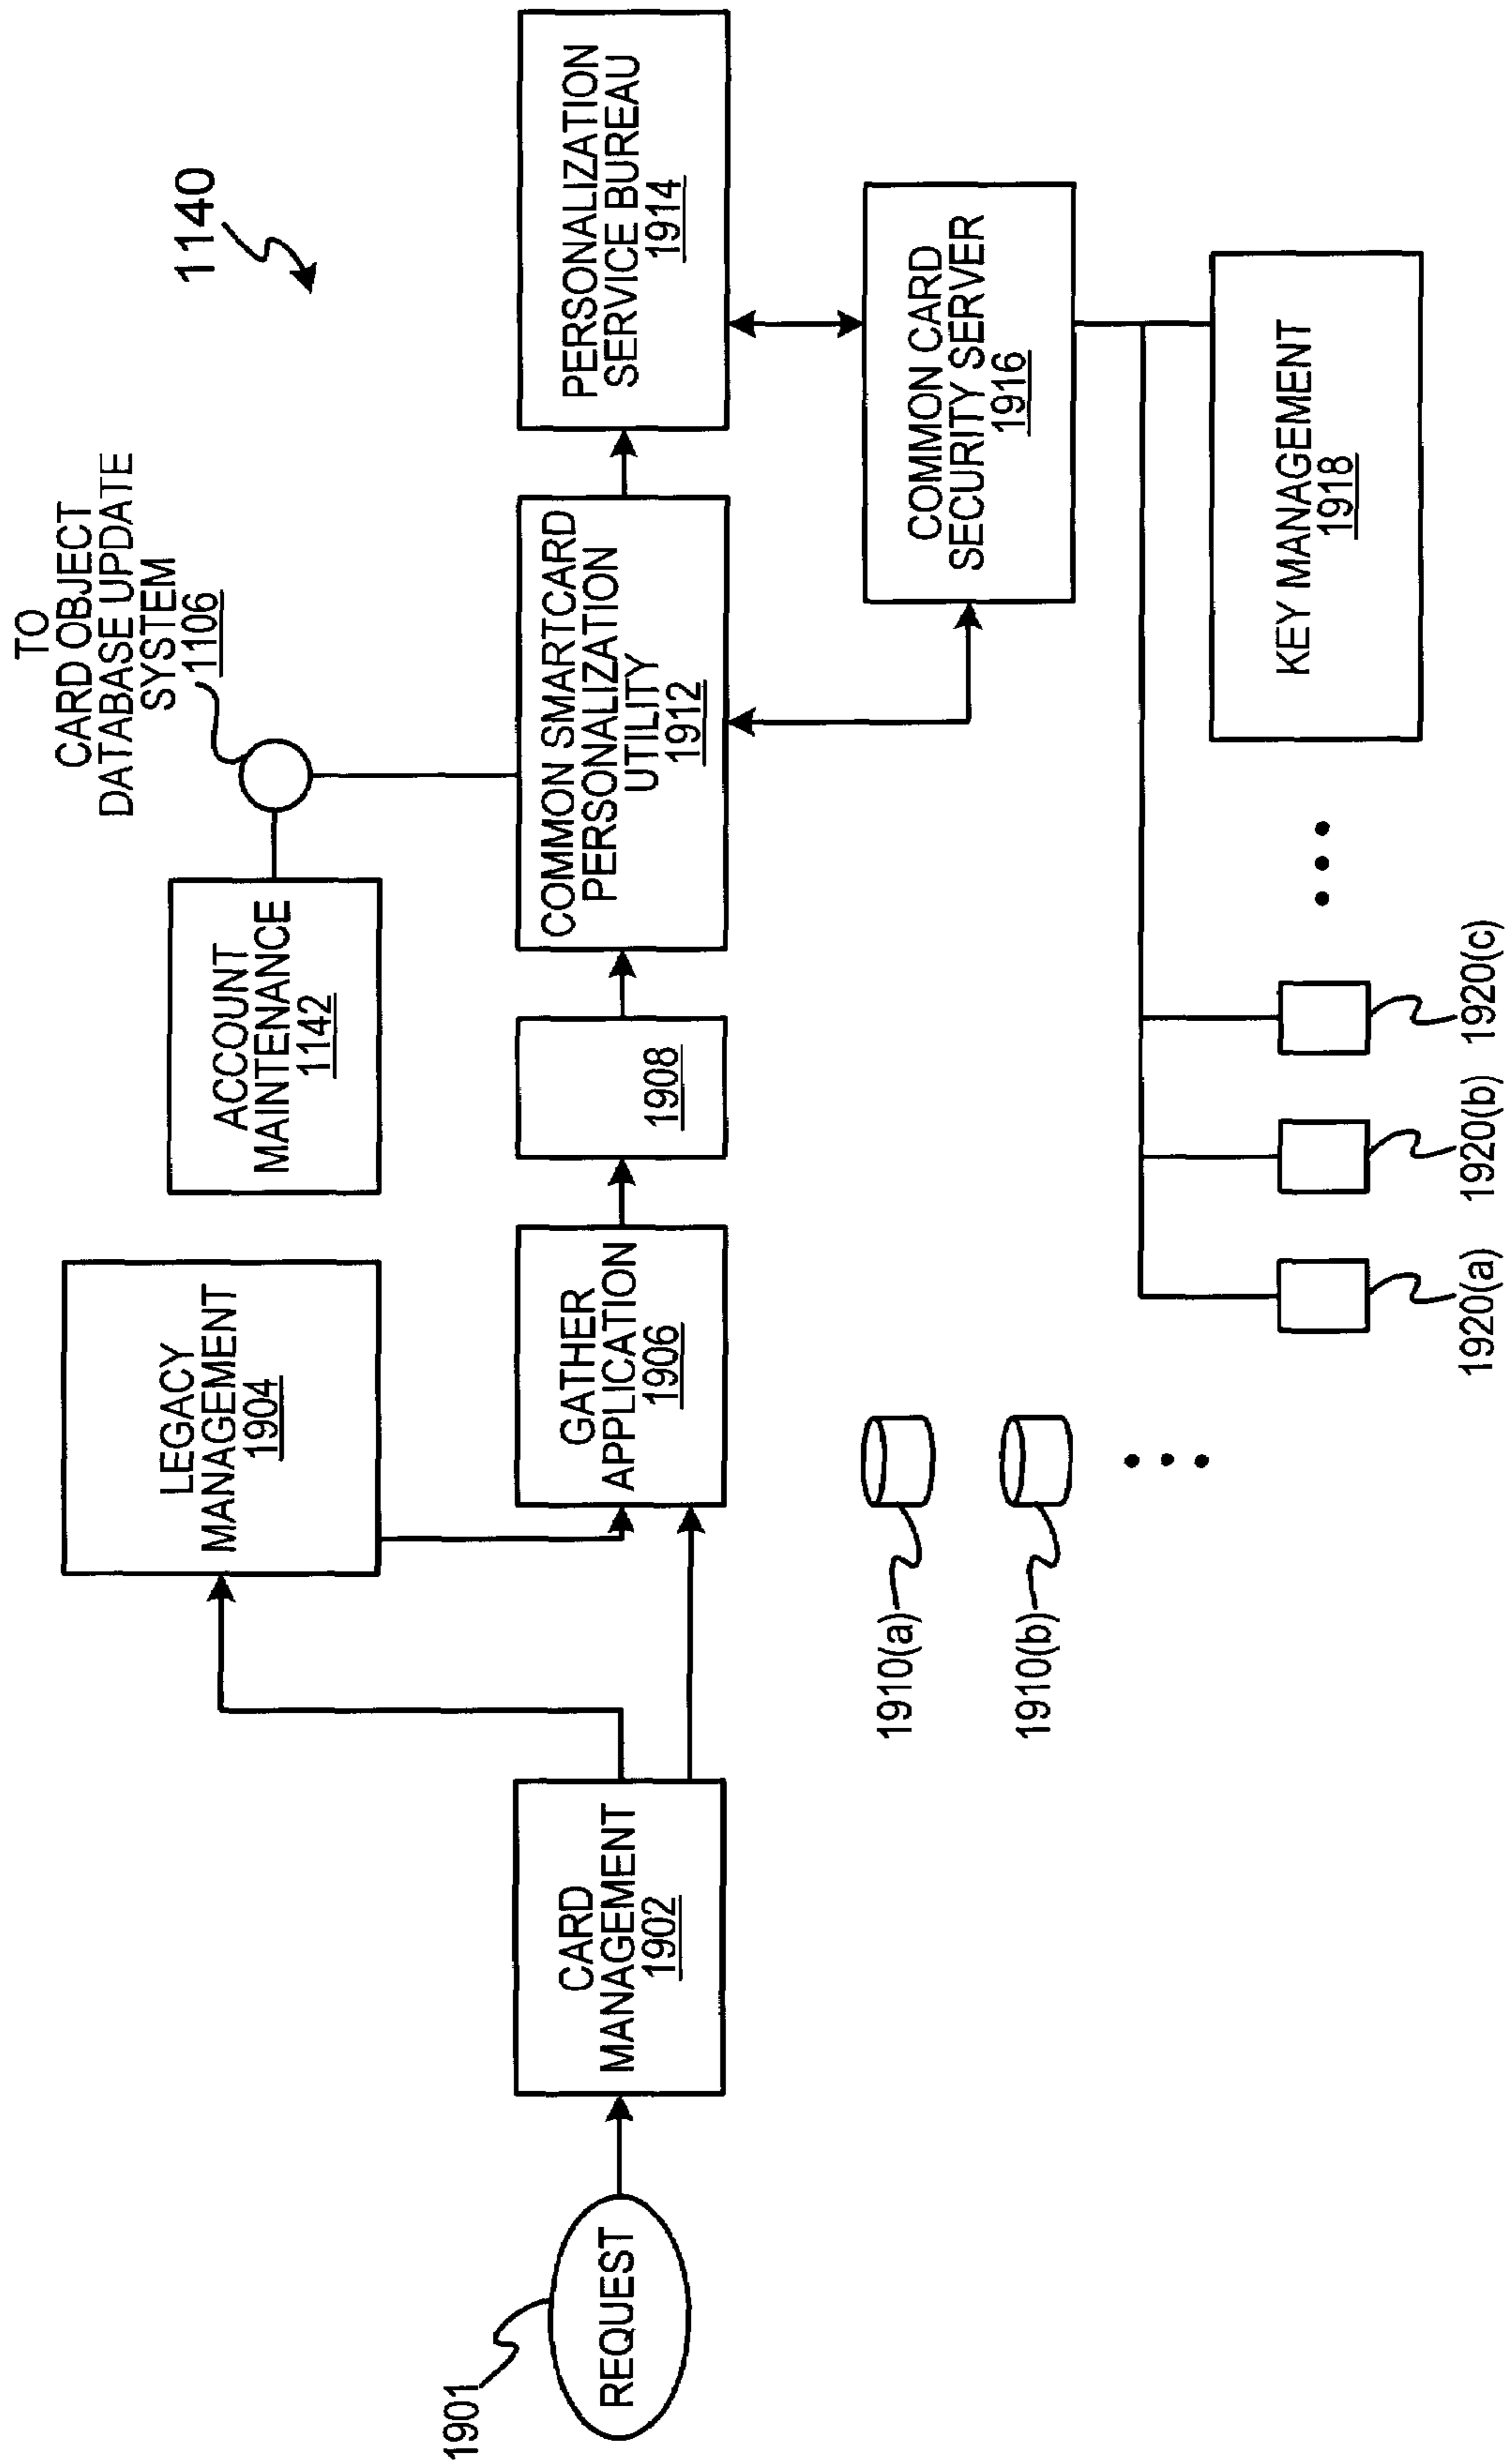 1140
TO
CARD OBJECT
DATABASE UPDATE
SYSTEM
1106
ACCOUNT
MAINTENANCE
1142
LEGACY
MANAGEMENT
1904
1901
REQUEST
CARD
MANAGEMENT
1902
GATHER
APPLICATION
1906
1908
COMMON SMARTCARD
PERSONALIZATION
UTILITY
1912
PERSONALIZATION
SERVICE BUREAU
1914
1910(a)
1910(b)
COMMON CARD
SECURITY SERVER
1916
KEY MANAGEMENT
1918
1920(a)
1920(b)
1920(c)